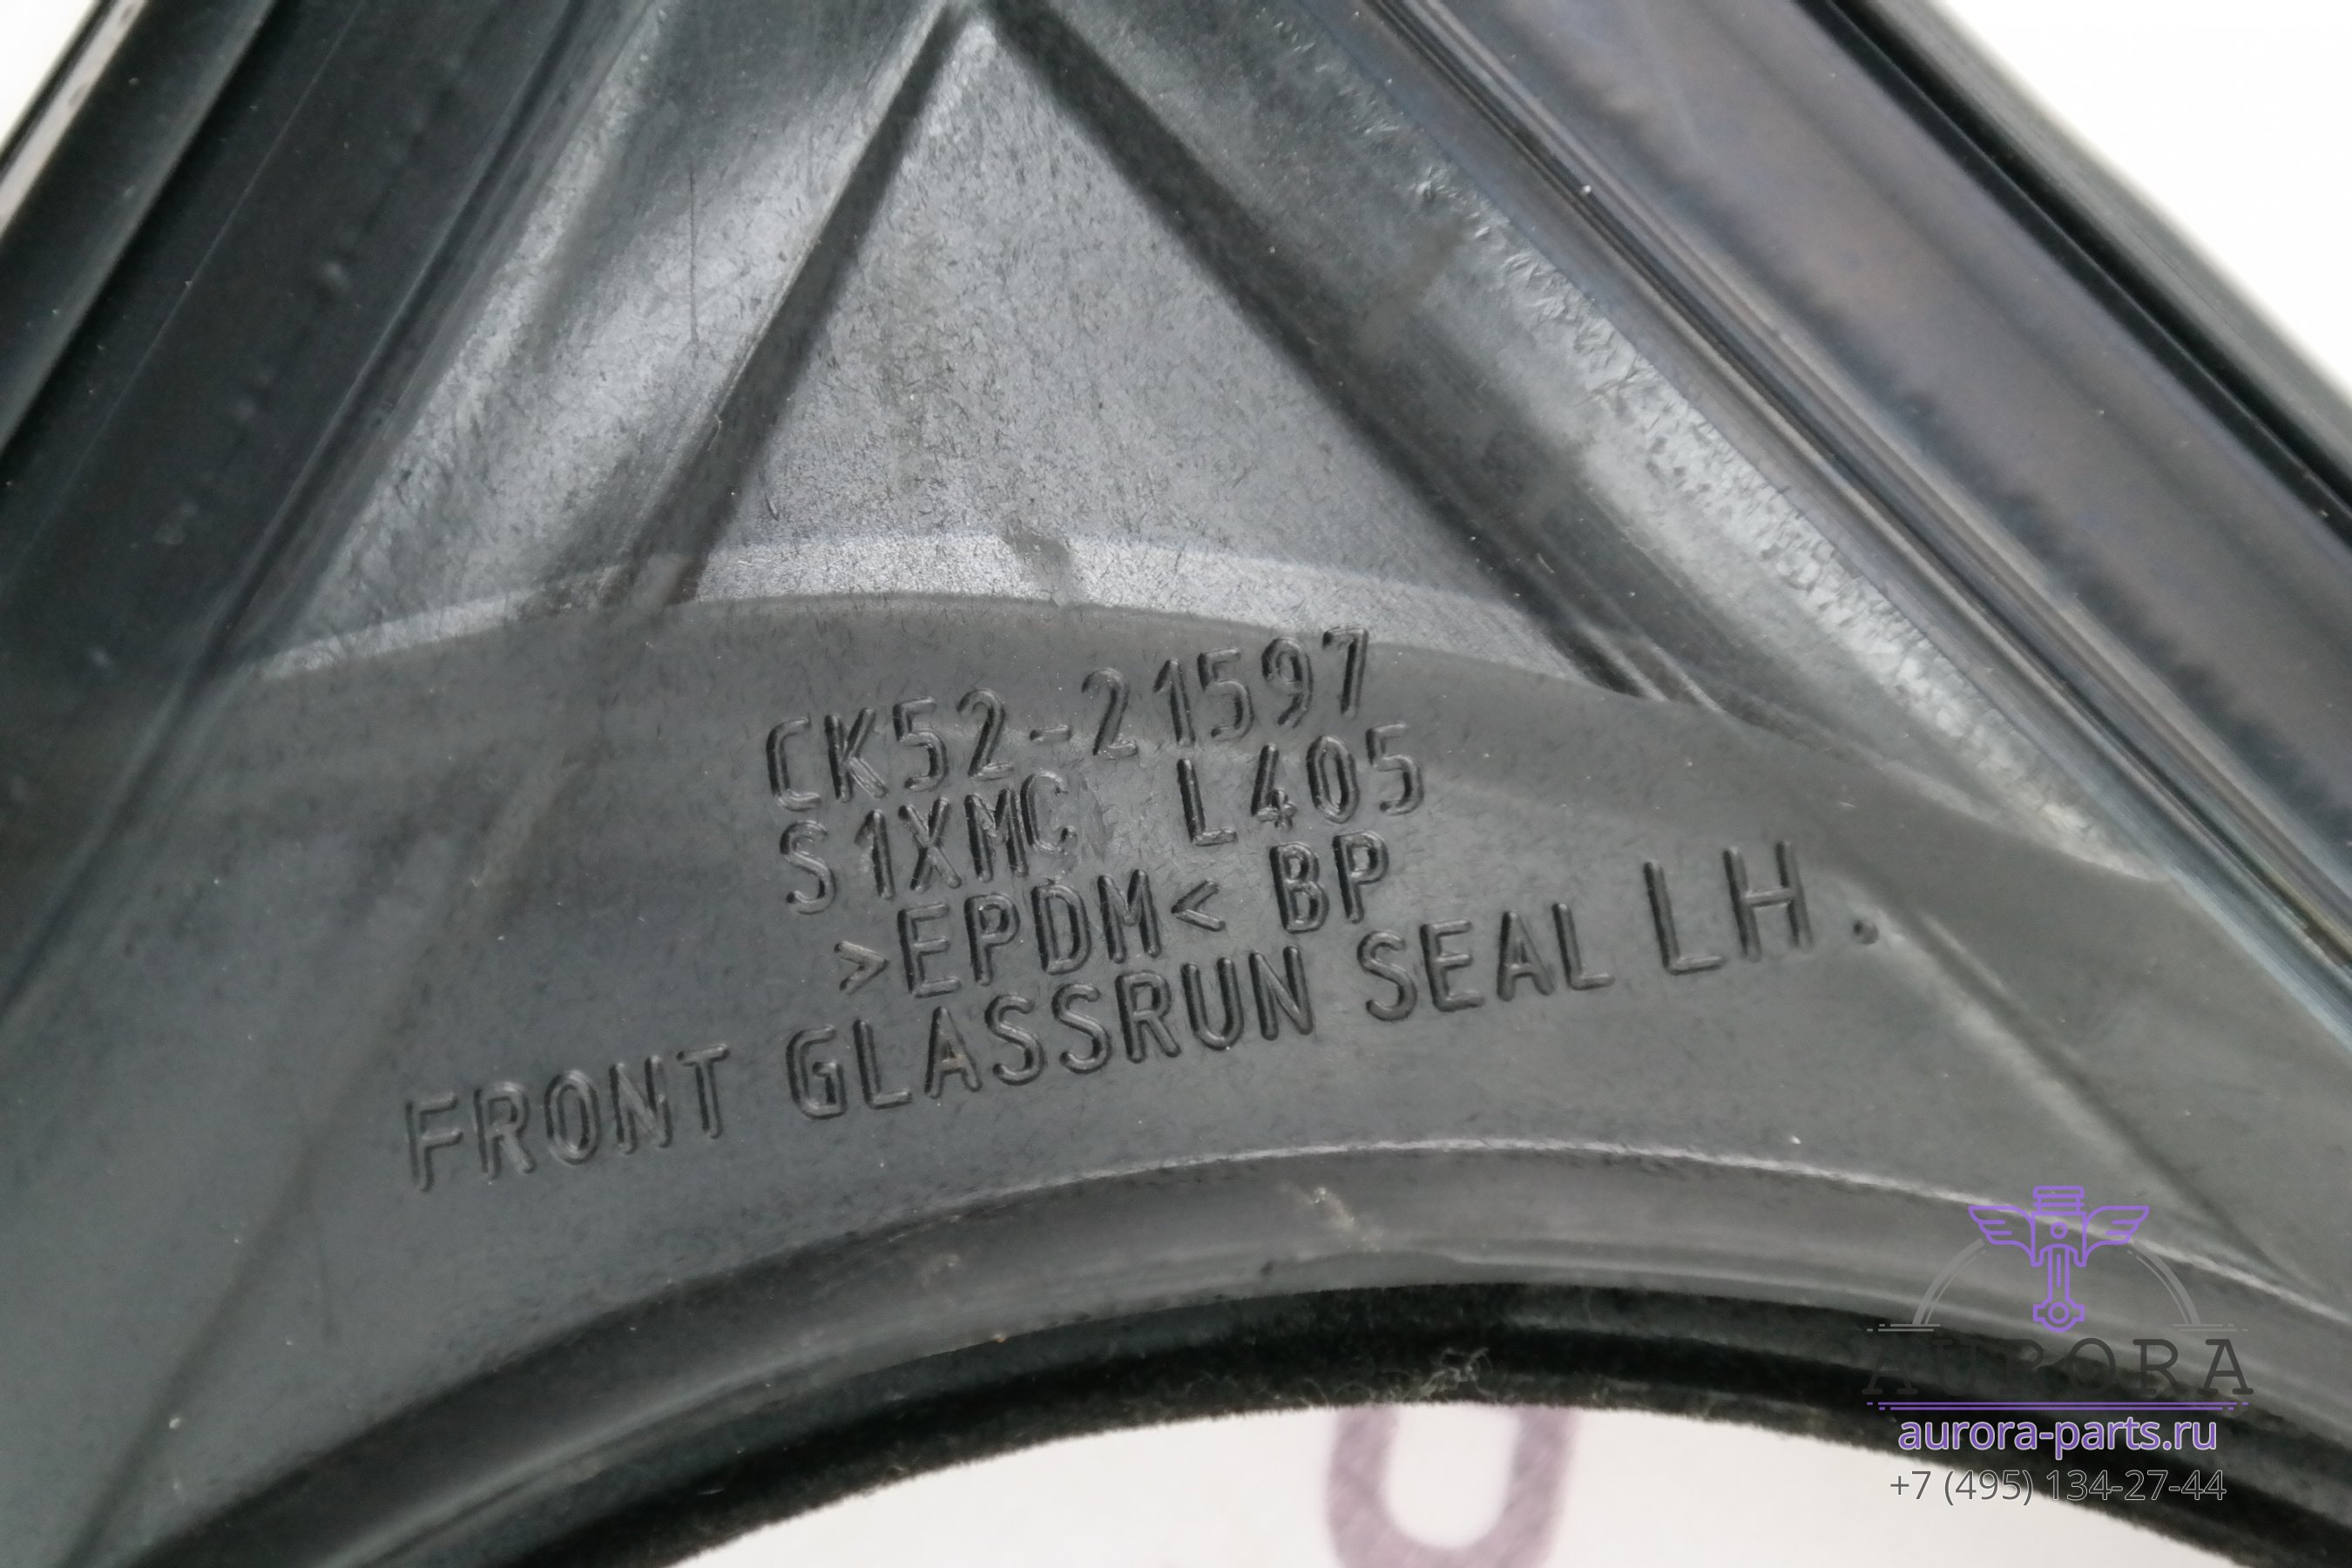 CK52-21597
S1XMC L405
>EPDM< BP
FRONT GLASSRUN SEAL LH.
AURORA
aurora-parts.ru
+7 (495) 134-27-44